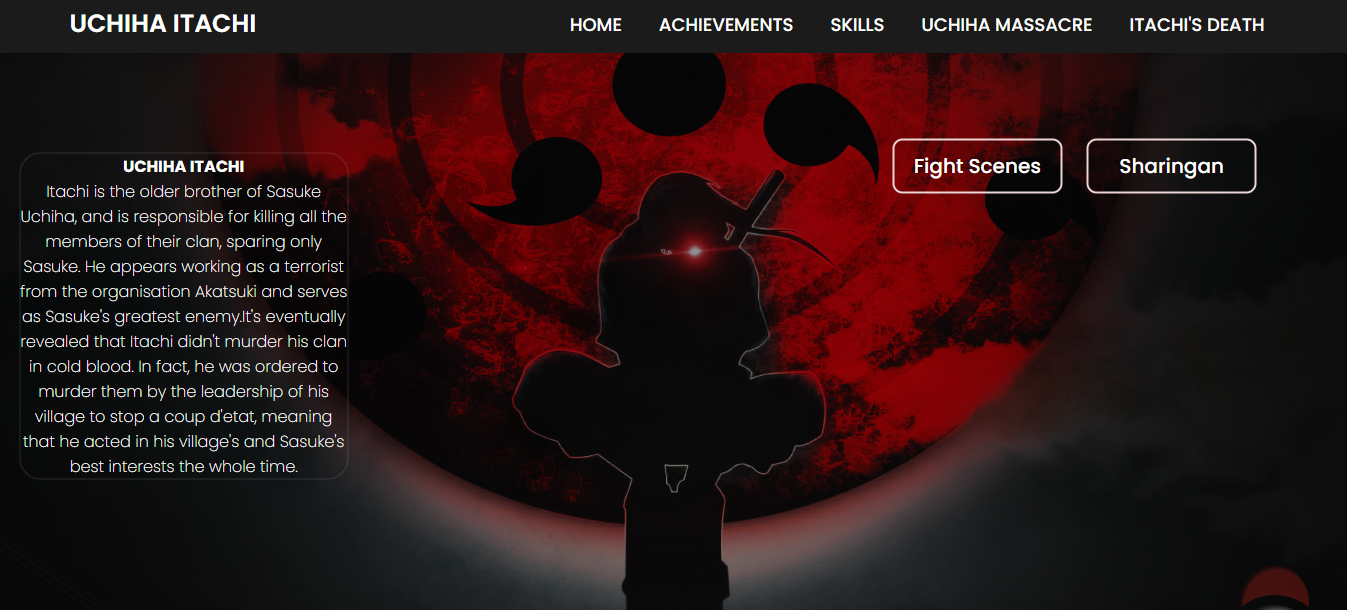 UCHIHA ITACHI
HOME
ACHIEVEMENTS
SKILLS
UCHIHA MASSACRE
ITACHI'S DEATH
UCHIHA ITACHI
Itachi is the older brother of Sasuke
Uchiha, and is responsible for killing all the
members of their clan, sparing only
Sasuke. He appears working as a terrorist
from the organisation Akatsuki and serves
as Sasuke's greatest enemy.It's eventually
revealed that Itachi didn't murder his clan
in cold blood. In fact, he was ordered to
murder them by the leadership of his
village to stop a coup d'etat, meaning
that he acted in his village's and Sasuke's
best interests the whole time.
Fight Scenes
Sharingan